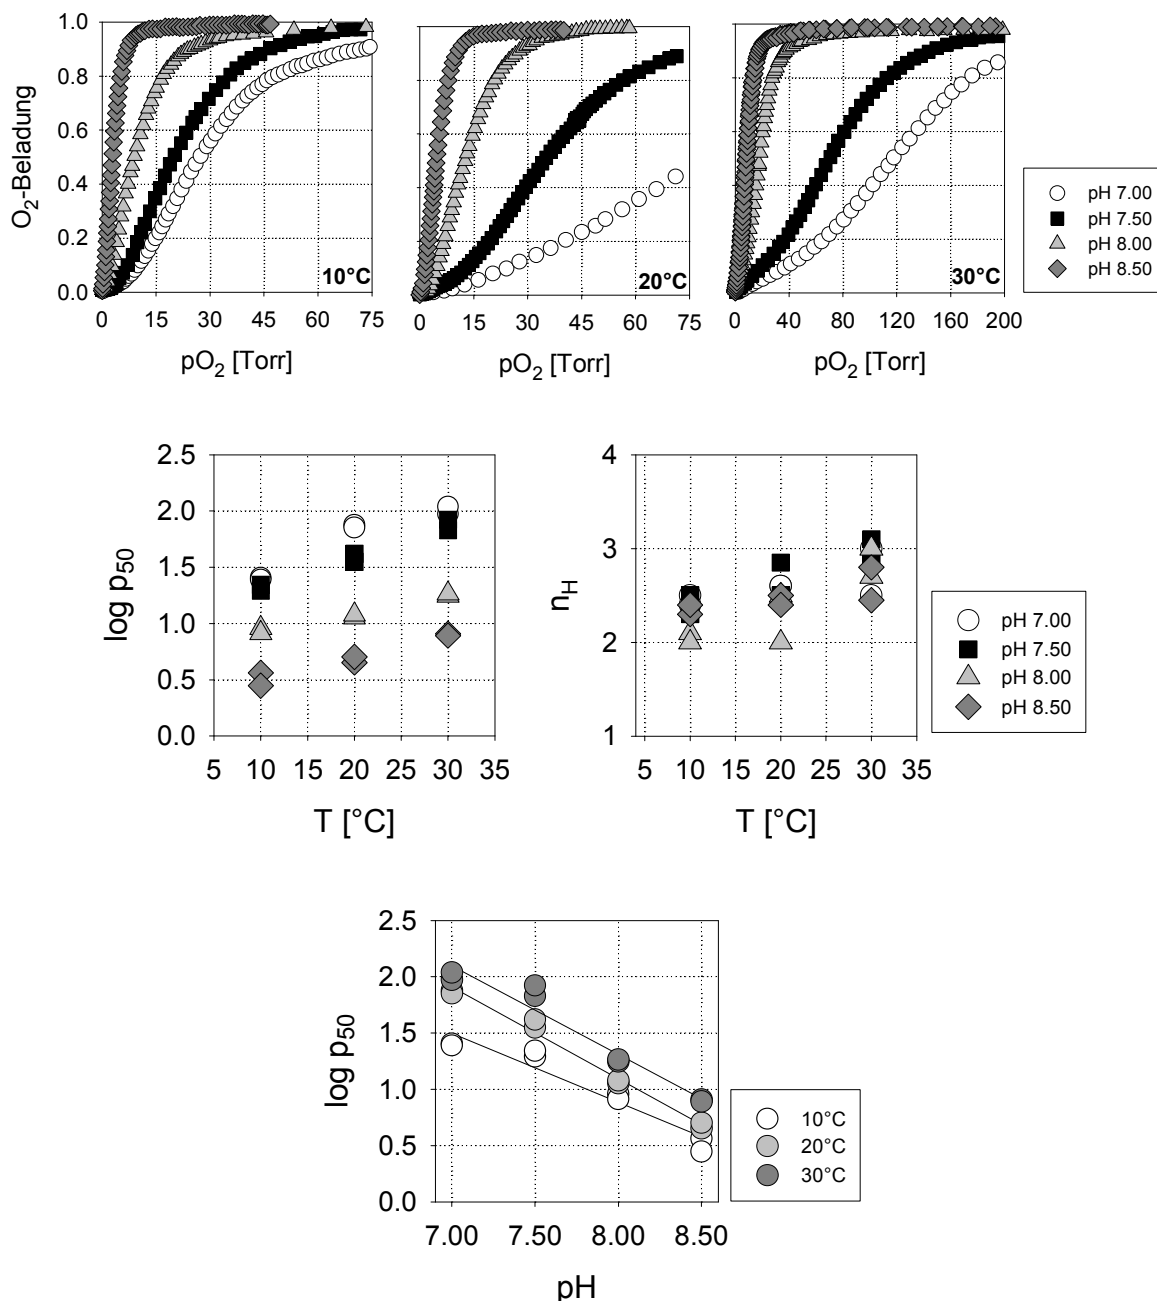 O2-Beladung
1.0
0.8
0.6
0.4
0.2
0.0
10°C
20°C
30°C
0 15 30 45 60 75
0 15 30 45 60 75
0 40 80 120 160 200
pO2 [Torr]
pO2 [Torr]
pO2 [Torr]
pH 7.00
pH 7.50
pH 8.00
pH 8.50
log p50
2.5
2.0
1.5
1.0
0.5
0.0
5 10 15 20 25 30 35
T [°C]
nH
4
3
2
1
5 10 15 20 25 30 35
T [°C]
pH 7.00
pH 7.50
pH 8.00
pH 8.50
log p50
2.5
2.0
1.5
1.0
0.5
0.0
7.00 7.50 8.00 8.50
pH
10°C
20°C
30°C